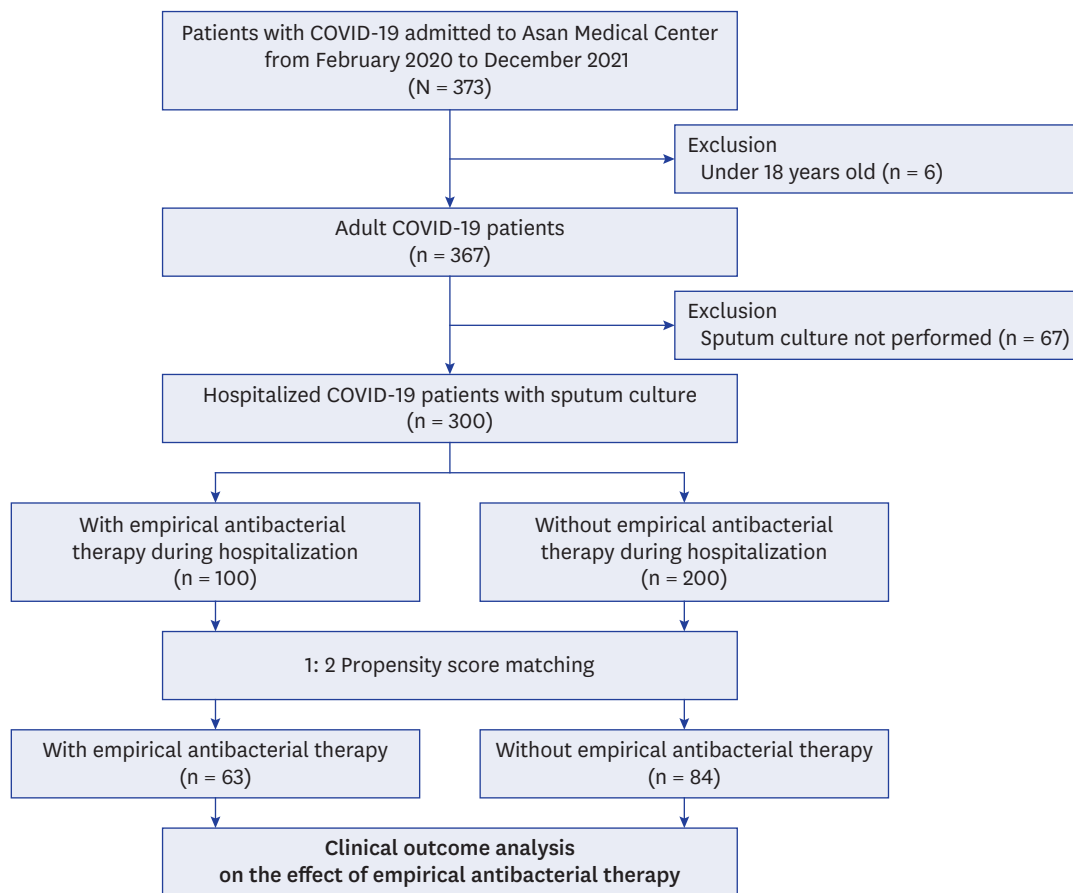 Patients with COVID-19 admitted to Asan Medical Center
from February 2020 to December 2021
(N = 373)
Exclusion
Under 18 years old (n = 6)
Adult COVID-19 patients
(n = 367)
Exclusion
Sputum culture not performed (n = 67)
Hospitalized COVID-19 patients with sputum culture
(n = 300)
With empirical antibacterial
therapy during hospitalization
(n = 100)
Without empirical antibacterial
therapy during hospitalization
(n = 200)
1: 2 Propensity score matching
With empirical antibacterial therapy
(n = 63)
Without empirical antibacterial therapy
(n = 84)
Clinical outcome analysis
on the effect of empirical antibacterial therapy